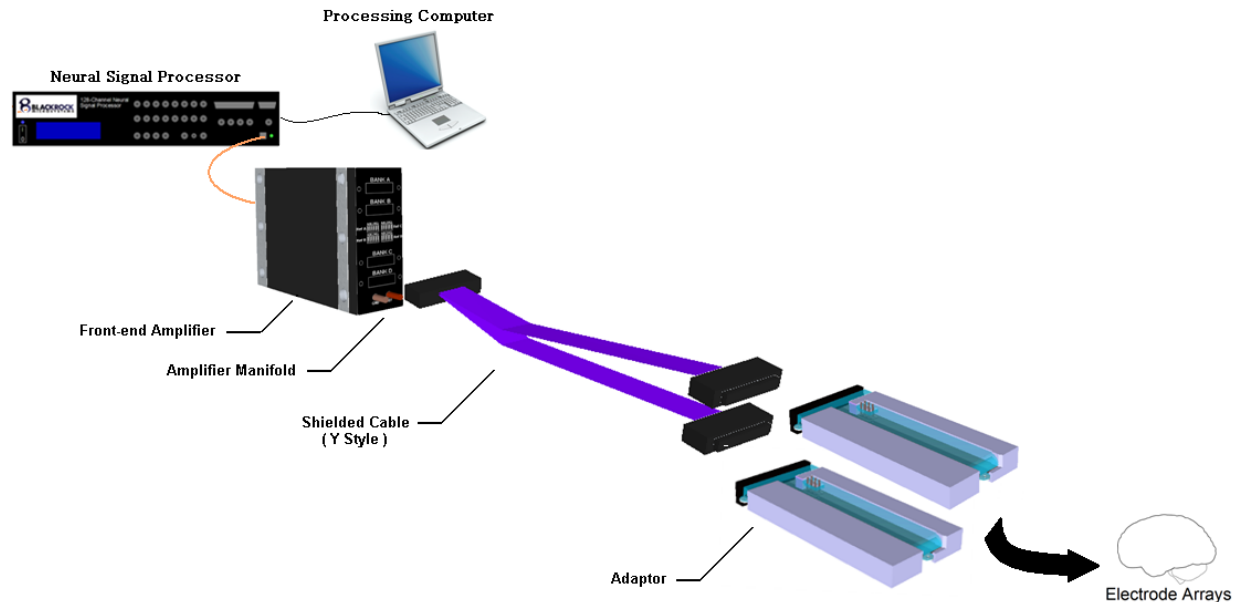 Processing Computer
Neural Signal Processor
BLACKROCK
MICROSYSTEMS
128-Channel Neural
Signal Processor
BANK A
BANK B
BANK C
BANK D
Front-end Amplifier
Amplifier Manifold
Shielded Cable
( Y Style )
Adaptor
Electrode Arrays